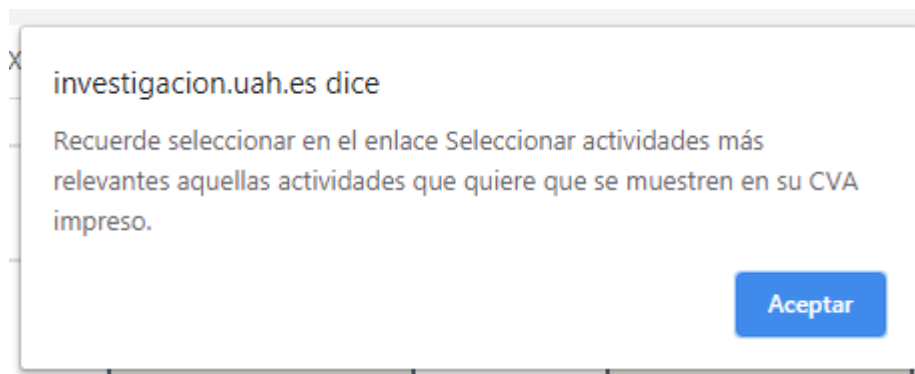 x
investigacion.uah.es dice
Recuerde seleccionar en el enlace Seleccionar actividades más
relevantes aquellas actividades que quiere que se muestren en su CVA
impreso.
Aceptar